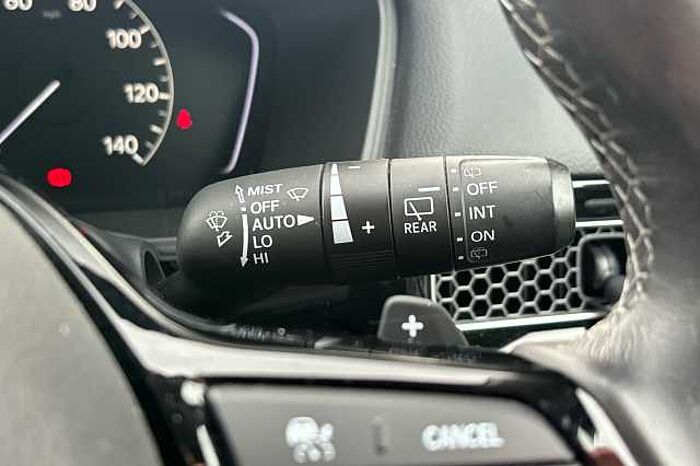 60
80
100
120
140
MIST
OFF
AUTO
LO
HI
-
+
REAR
OFF
INT
ON
+
CANCEL